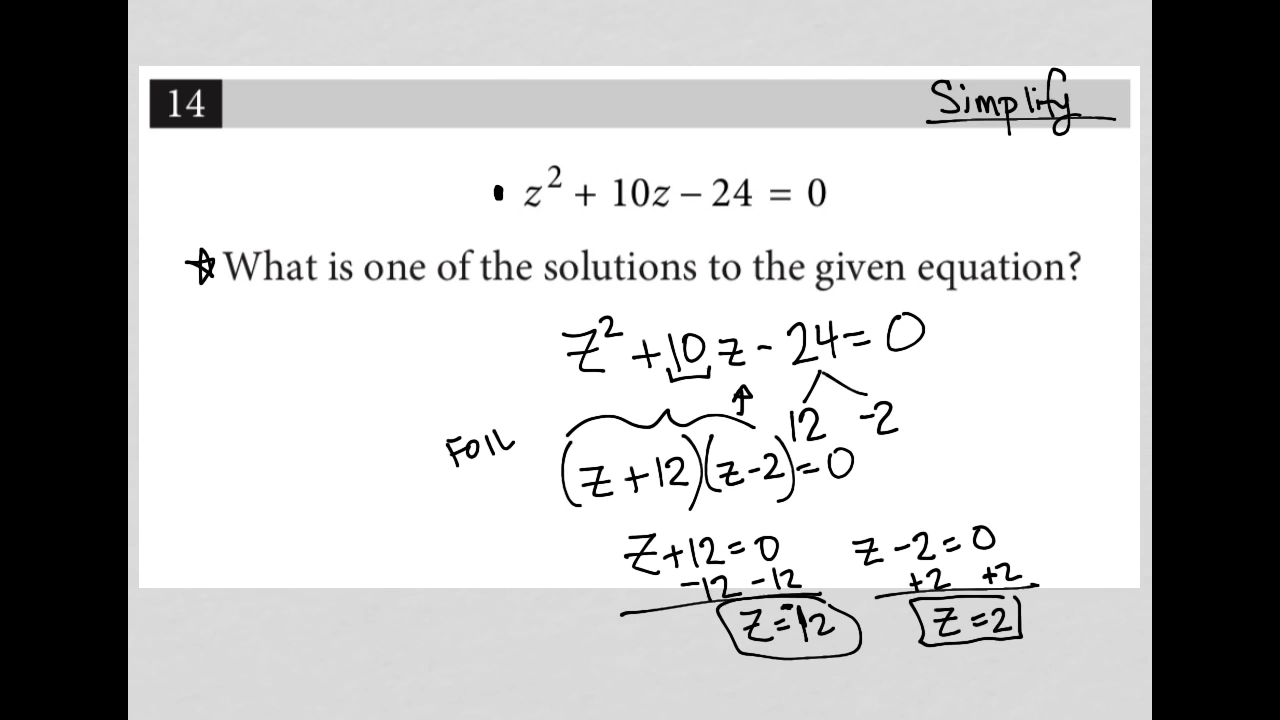 14 Simplify
• z² + 10z − 24 = 0
☆ What is one of the solutions to the given equation?
z² + 10z - 24 = 0
12 -2
FOIL
(z + 12)(z - 2) = 0
z + 12 = 0 z - 2 = 0
-12 -12 +2 +2
z = -12 z = 2